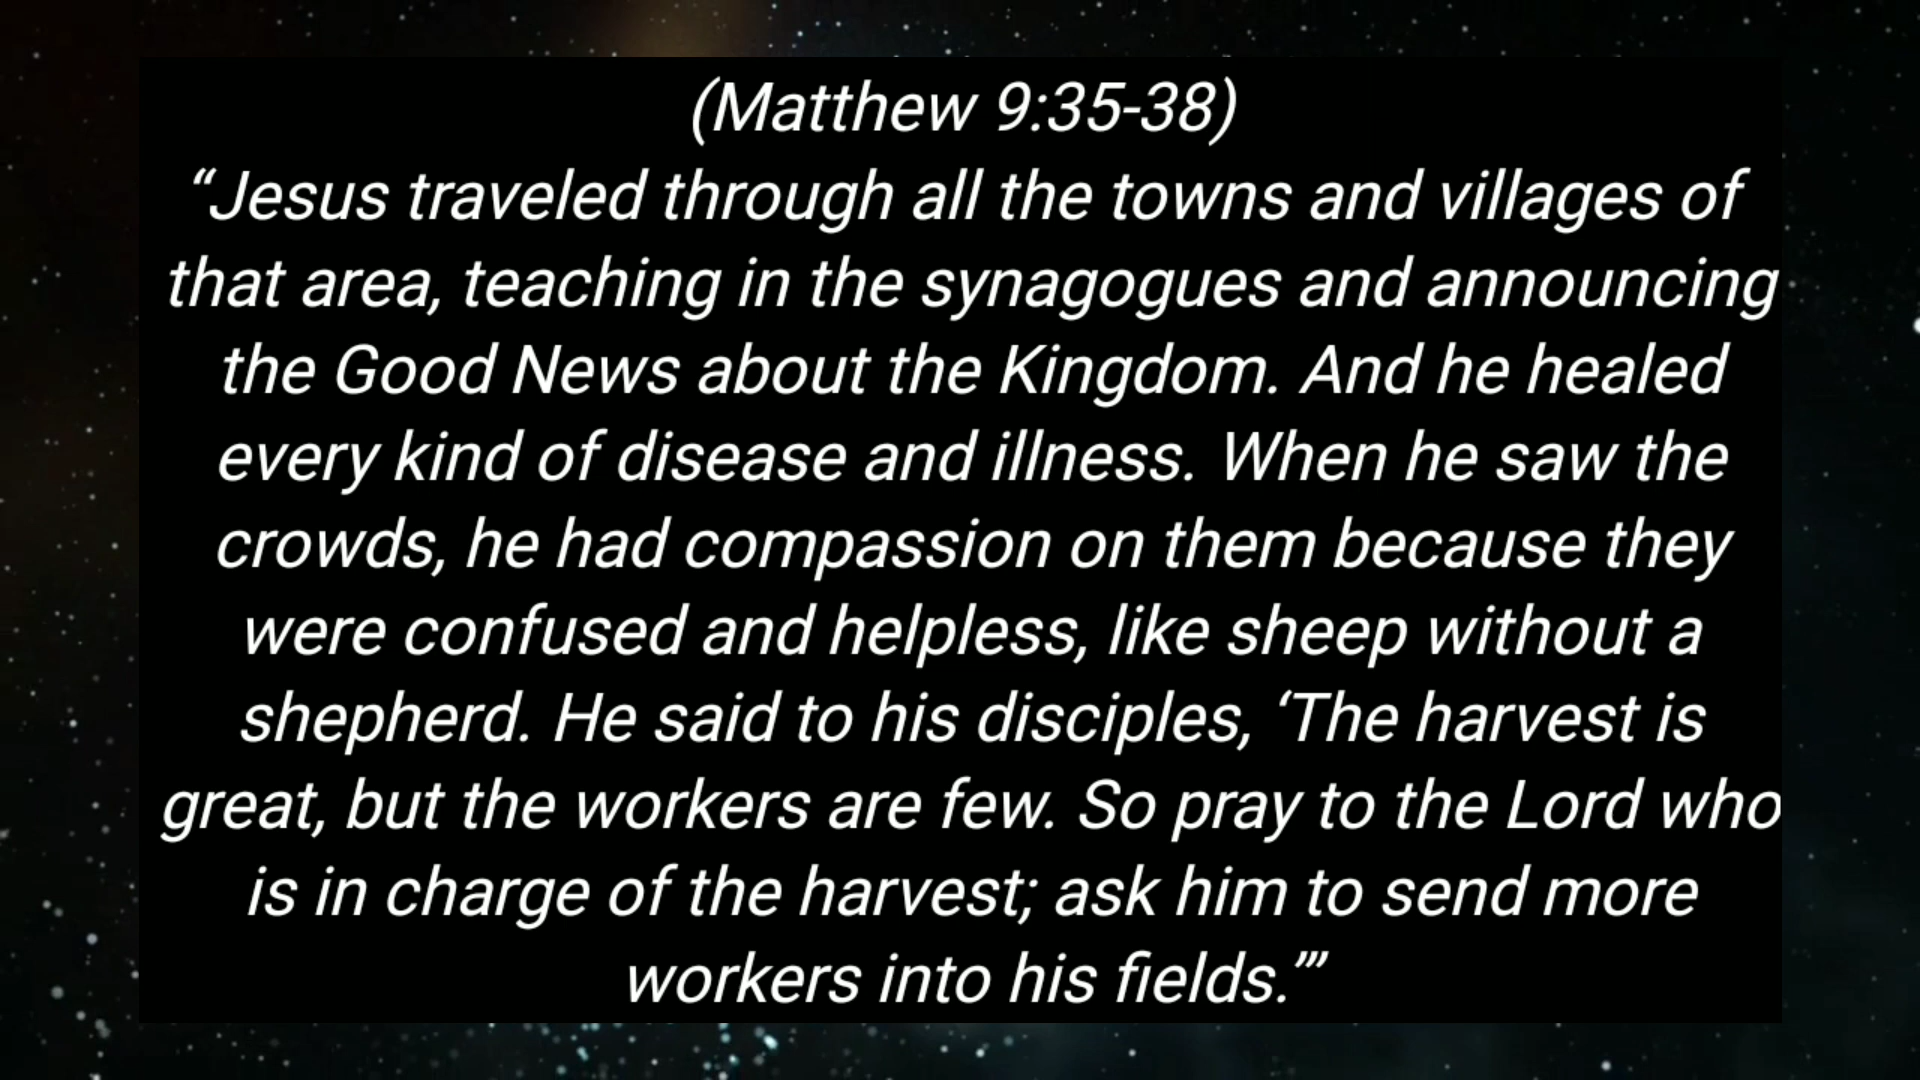 (Matthew 9:35-38)
“Jesus traveled through all the towns and villages of
that area, teaching in the synagogues and announcing
the Good News about the Kingdom. And he healed
every kind of disease and illness. When he saw the
crowds, he had compassion on them because they
were confused and helpless, like sheep without a
shepherd. He said to his disciples, ‘The harvest is
great, but the workers are few. So pray to the Lord who
is in charge of the harvest; ask him to send more
workers into his fields.’”